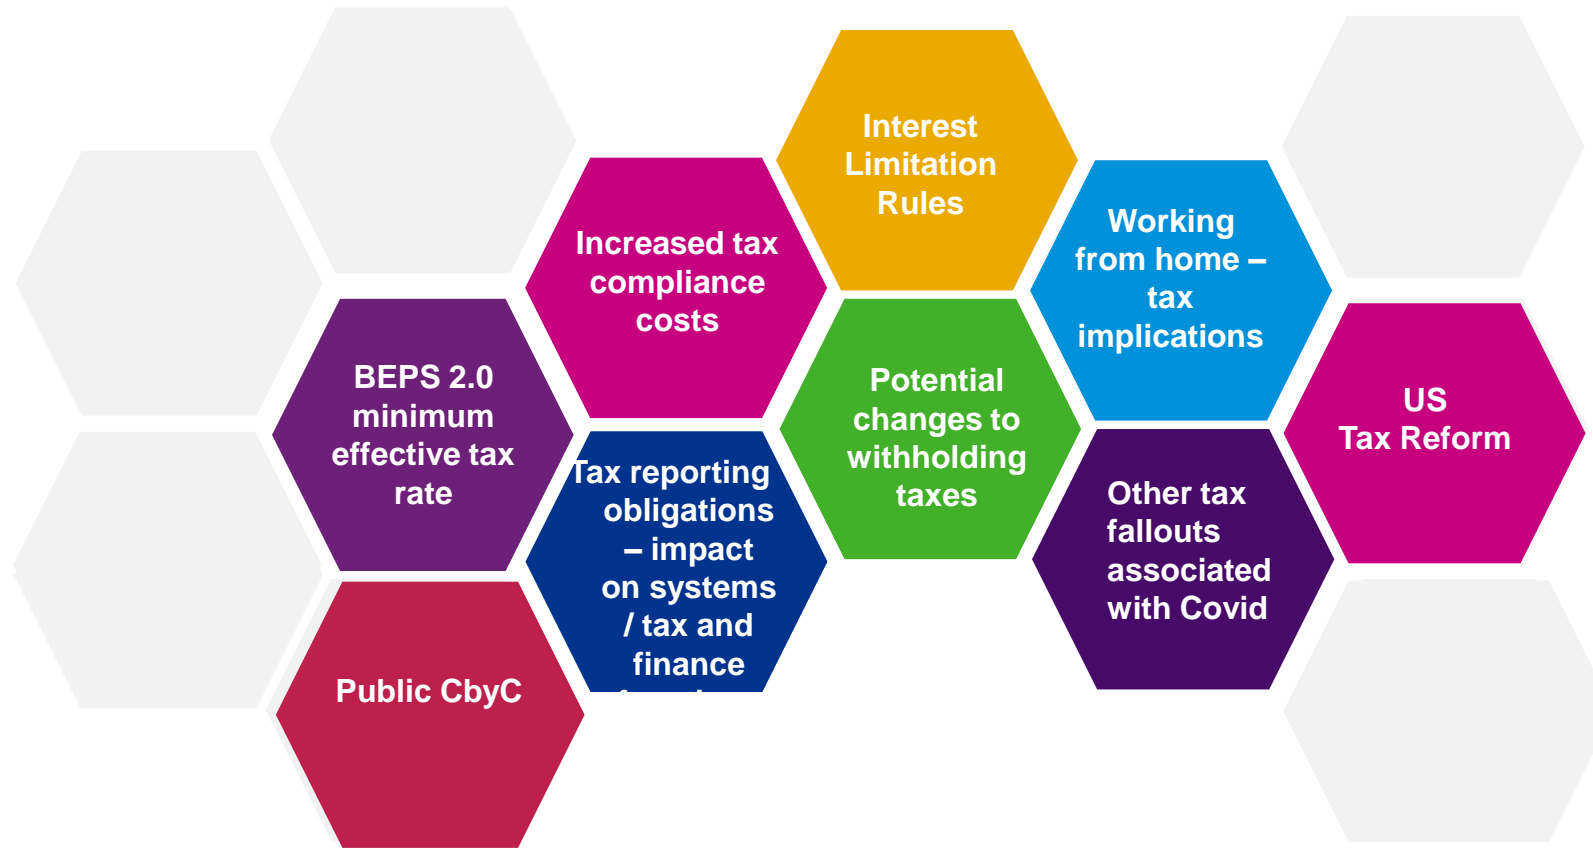 Interest
Limitation
Rules
Increased tax
compliance
costs
Working
from home –
tax
implications
BEPS 2.0
minimum
effective tax
rate
Potential
changes to
withholding
taxes
US
Tax Reform
Tax reporting
obligations
– impact
on systems
/ tax and
finance
Other tax
fallouts
associated
with Covid
Public CbyC